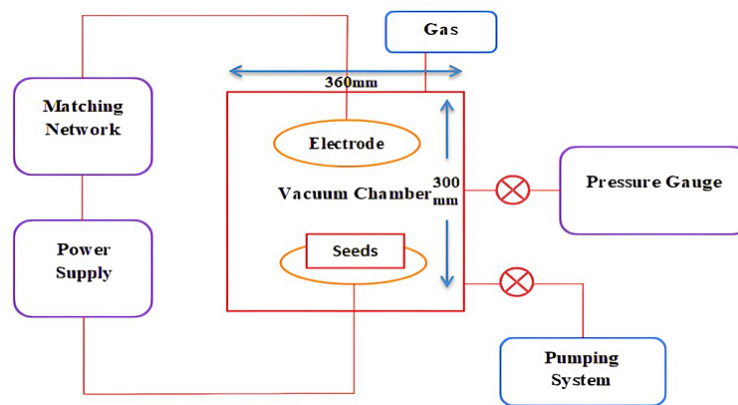 Gas
360mm
Matching
Network
Electrode
Vacuum Chamber
300
mm
Pressure Gauge
Power
Supply
Seeds
Pumping
System